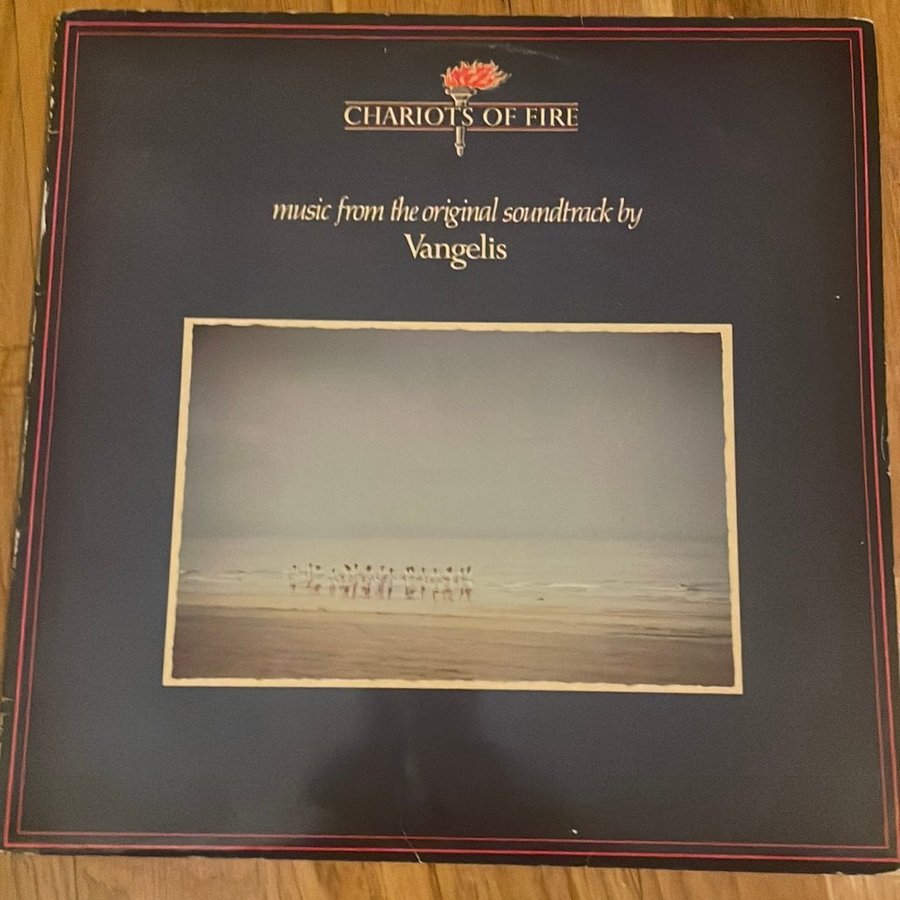 CHARIOTS OF FIRE
music from the original soundtrack by
Vangelis